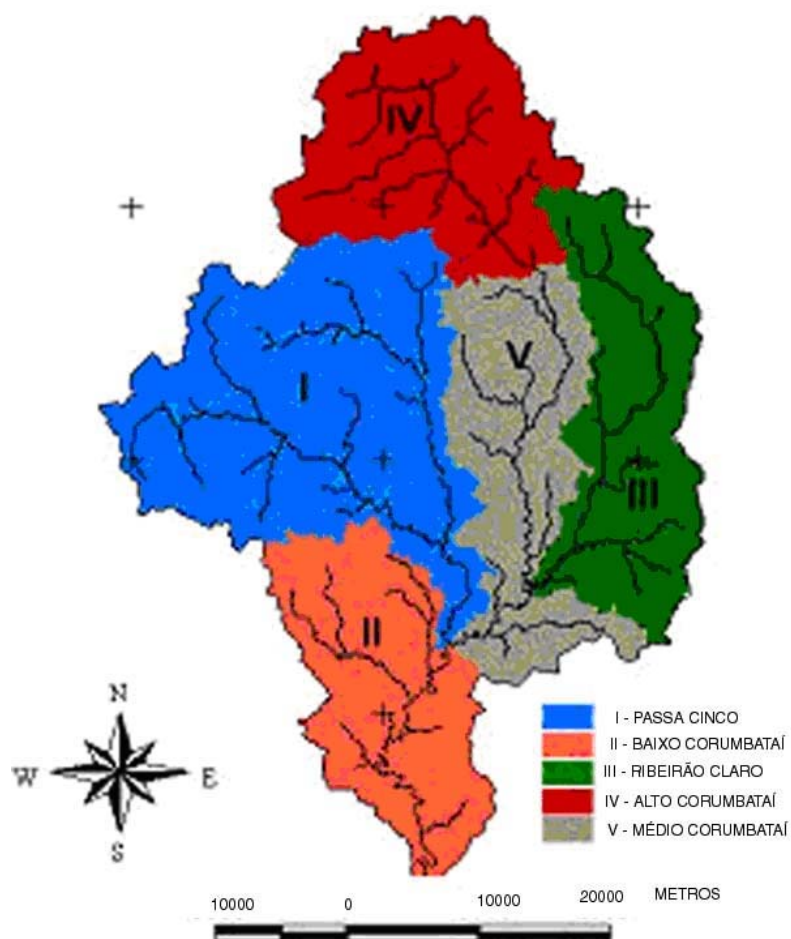 IV
I
V
III
II
N
W
E
S
I - PASSA CINCO
II - BAIXO CORUMBATAÍ
III - RIBEIRÃO CLARO
IV - ALTO CORUMBATAÍ
V - MÉDIO CORUMBATAÍ
10000 0 10000 20000 METROS